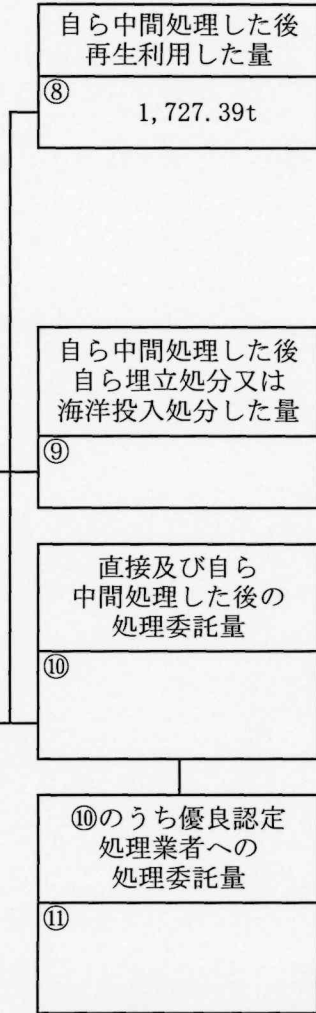 自ら中間処理した後
再生利用した量
⑧
1,727.39t
自ら中間処理した後
自ら埋立処分又は
海洋投入処分した量
⑨
直接及び自ら
中間処理した後の
処理委託量
⑩
⑩のうち優良認定
処理業者への
処理委託量
⑪